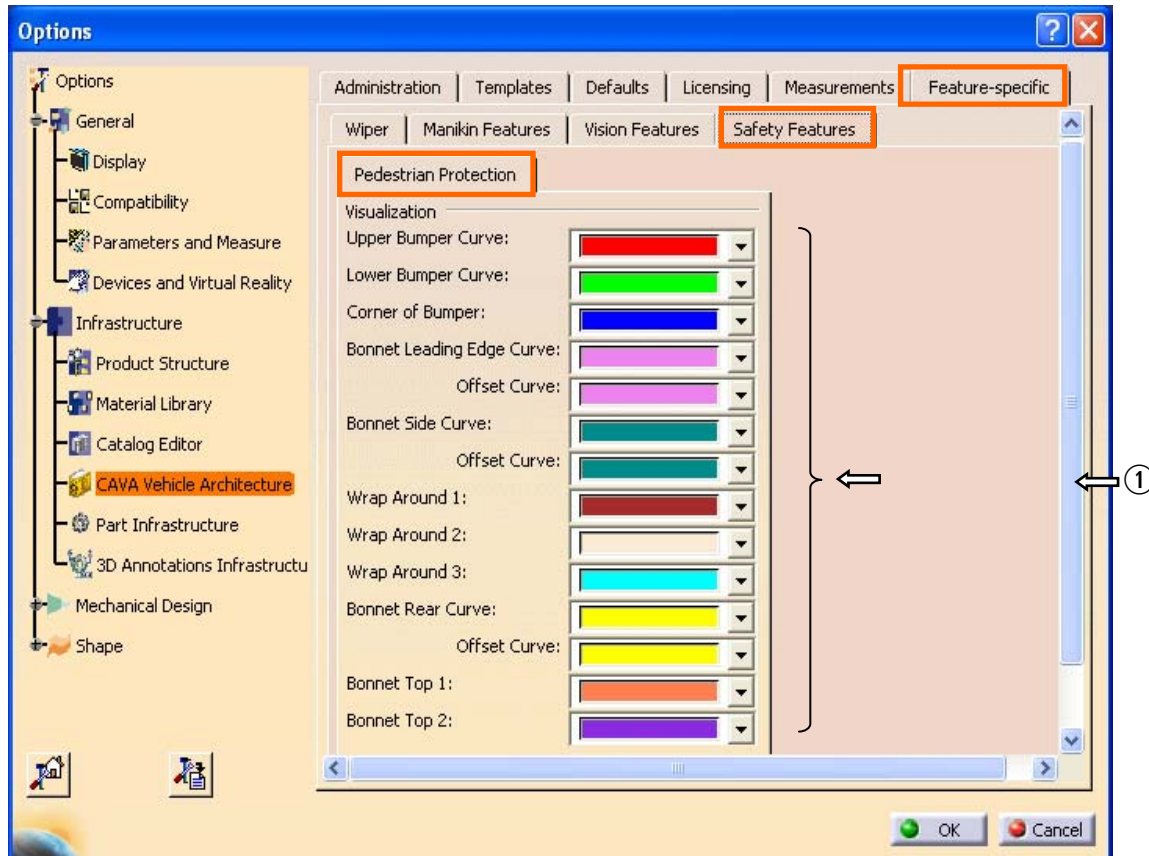 Options
Options
General
Display
Compatibility
Parameters and Measure
Devices and Virtual Reality
Infrastructure
Product Structure
Material Library
Catalog Editor
CAVA Vehicle Architecture
Part Infrastructure
3D Annotations Infrastructu
Mechanical Design
Shape
Administration Templates Defaults Licensing Measurements Feature-specific
Wiper Manikin Features Vision Features Safety Features
Pedestrian Protection
Visualization
Upper Bumper Curve:
Lower Bumper Curve:
Corner of Bumper:
Bonnet Leading Edge Curve:
Offset Curve:
Bonnet Side Curve:
Offset Curve:
Wrap Around 1:
Wrap Around 2:
Wrap Around 3:
Bonnet Rear Curve:
Offset Curve:
Bonnet Top 1:
Bonnet Top 2:
①
OK Cancel